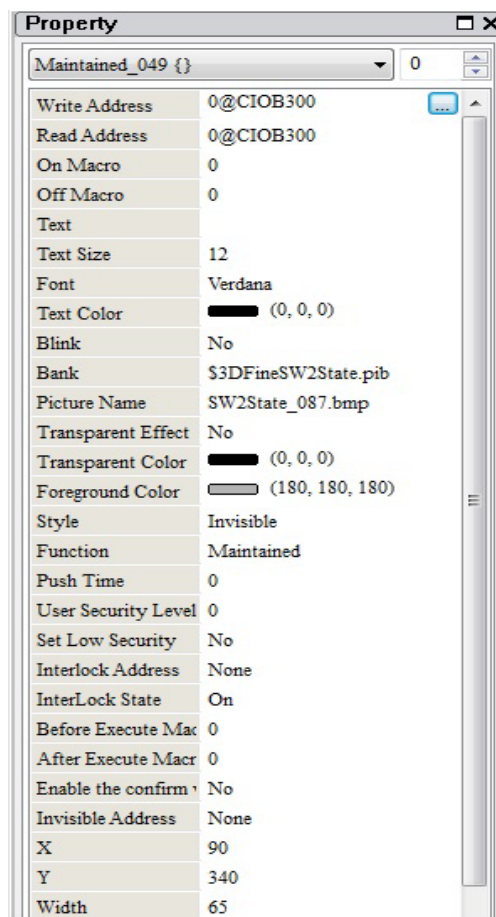 Property
Maintained_049 {} 0
Write Address 0@CIOB300 ...
Read Address 0@CIOB300
On Macro 0
Off Macro 0
Text
Text Size 12
Font Verdana
Text Color (0, 0, 0)
Blink No
Bank $3DFineSW2State.pib
Picture Name SW2State_087.bmp
Transparent Effect No
Transparent Color (0, 0, 0)
Foreground Color (180, 180, 180)
Style Invisible
Function Maintained
Push Time 0
User Security Level 0
Set Low Security No
Interlock Address None
InterLock State On
Before Execute Mac 0
After Execute Macr 0
Enable the confirm No
Invisible Address None
X 90
Y 340
Width 65